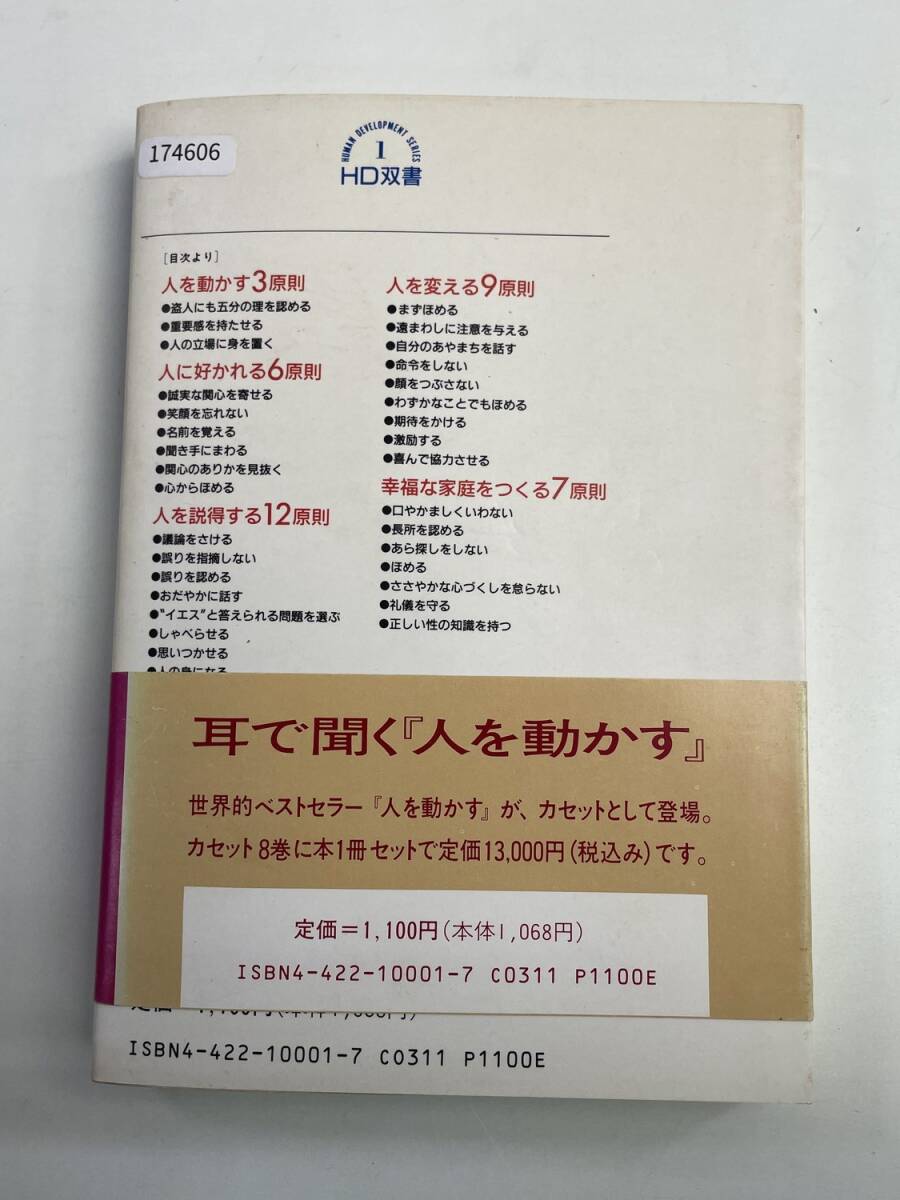 174606
HUMAN DEVELOPMENT SERIES
1
HD双書
[目次より]
人を動かす3原則
●盗人にも五分の理を認める
●重要感を持たせる
●人の立場に身を置く
人に好かれる6原則
●誠実な関心を寄せる
●笑顔を忘れない
●名前を覚える
●聞き手にまわる
●関心のありかを見抜く
●心からほめる
人を説得する12原則
●議論をさける
●誤りを指摘しない
●誤りを認める
●おだやかに話す
●“イエス”と答えられる問題を選ぶ
●しゃべらせる
●思いつかせる
●人の身になる
人を変える9原則
●まずほめる
●遠まわしに注意を与える
●自分のあやまちを話す
●命令をしない
●顔をつぶさない
●わずかなことでもほめる
●期待をかける
●激励する
●喜んで協力させる
幸福な家庭をつくる7原則
●口やかましくいわない
●長所を認める
●あら探しをしない
●ほめる
●ささやかな心づくしを怠らない
●礼儀を守る
●正しい性の知識を持つ
耳で聞く『人を動かす』
世界的ベストセラー『人を動かす』が、カセットとして登場。
カセット8巻に本1冊セットで定価13,000円(税込み)です。
定価=1,100円(本体1,068円)
ISBN4-422-10001-7 C0311 P1100E
ISBN4-422-10001-7 C0311 P1100E